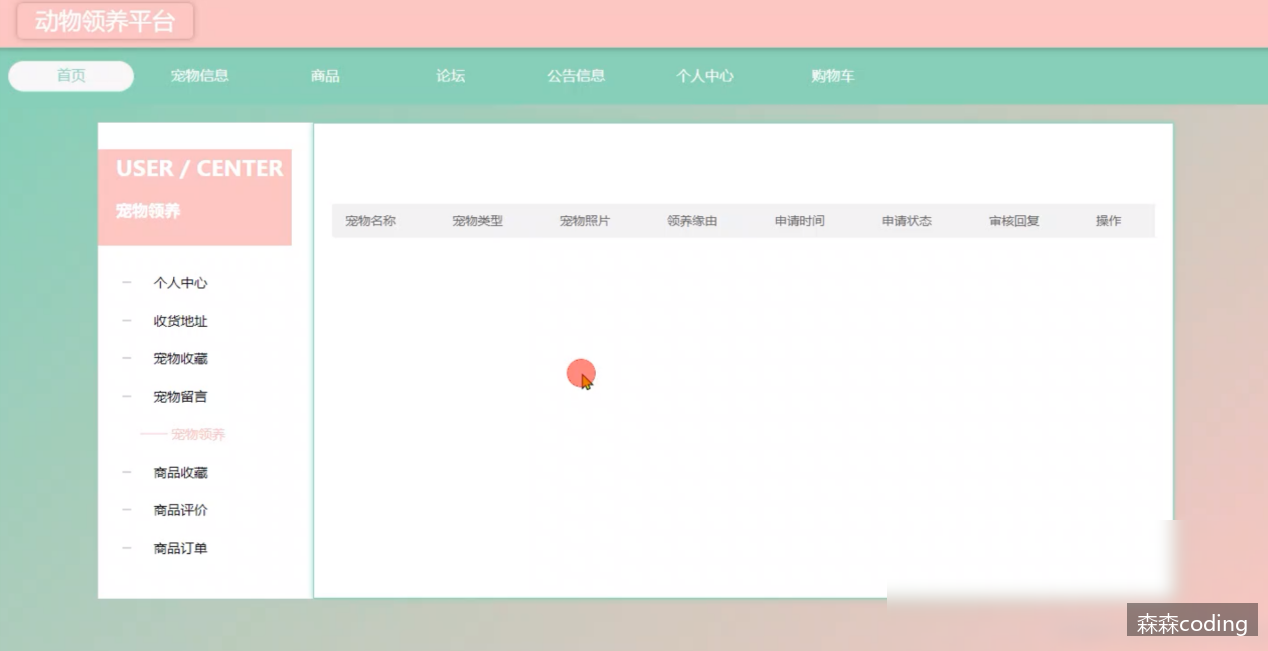 动物领养平台
首页 宠物信息 商品 论坛 公告信息 个人中心 购物车
USER / CENTER
宠物领养
宠物名称 宠物类型 宠物照片 领养缘由 申请时间 申请状态 审核回复 操作
个人中心
收货地址
宠物收藏
宠物留言
宠物领养
商品收藏
商品评价
商品订单
森森coding